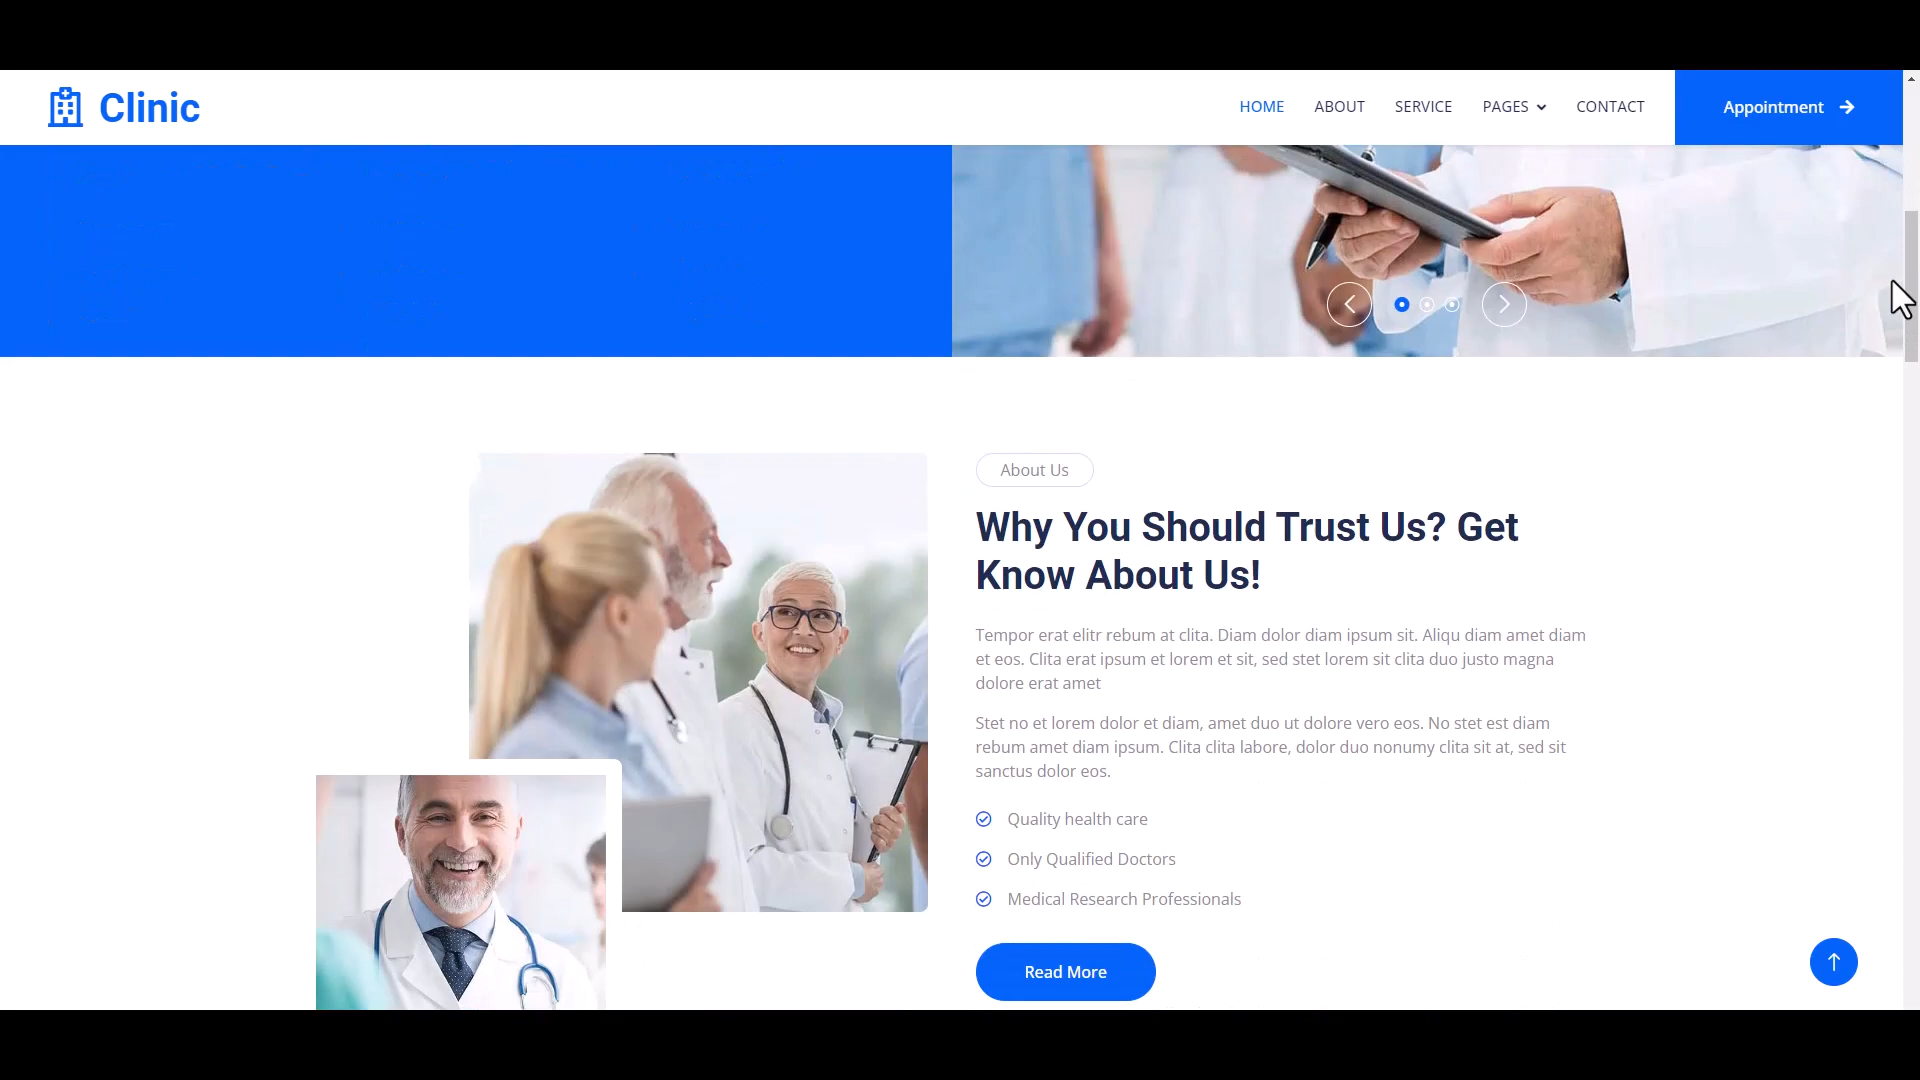 Clinic
HOME
ABOUT
SERVICE
PAGES
CONTACT
Appointment
About Us
Why You Should Trust Us? Get
Know About Us!
Tempor erat elitr rebum at clita. Diam dolor diam ipsum sit. Aliqu diam amet diam
et eos. Clita erat ipsum et lorem et sit, sed stet lorem sit clita duo justo magna
dolore erat amet
Stet no et lorem dolor et diam, amet duo ut dolore vero eos. No stet est diam
rebum amet diam ipsum. Clita clita labore, dolor duo nonumy clita sit at, sed sit
sanctus dolor eos.
Quality health care
Only Qualified Doctors
Medical Research Professionals
Read More